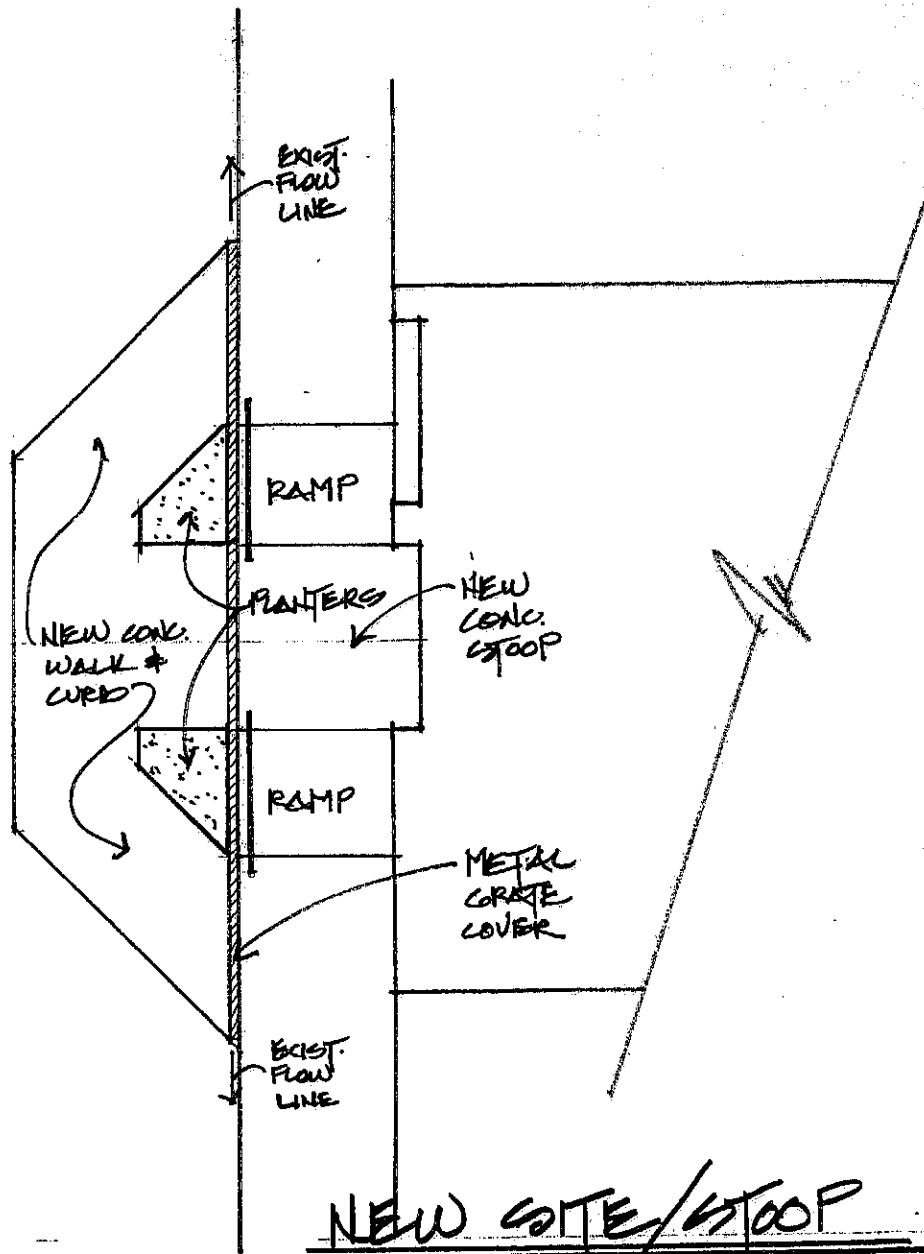 EXIST.
FLOW
LINE
RAMP
PLANTERS
NEW
CONC.
STOOP
NEW CONC.
WALK &
CURB
RAMP
METAL
GRATE
COVER
EXIST.
FLOW
LINE
NEW SITE/STOOP